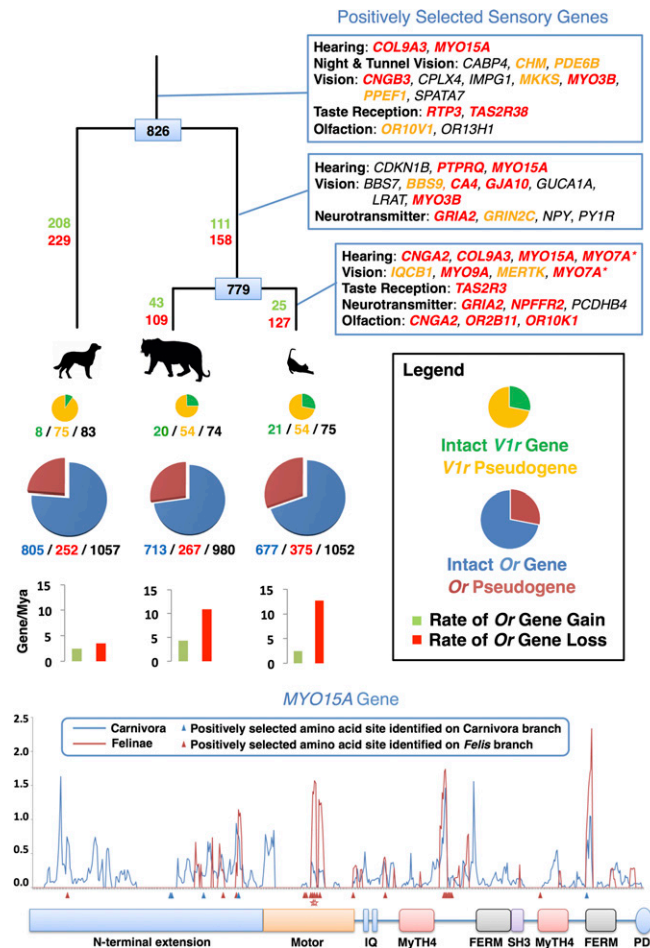 Positively Selected Sensory Genes
Hearing: COL9A3, MYO15A
Night & Tunnel Vision: CABP4, CHM, PDE6B
Vision: CNGB3, CPLX4, IMPG1, MKKS, MYO3B,
PPEF1, SPATA7
Taste Reception: RTP3, TAS2R38
Olfaction: OR10V1, OR13H1
826
Hearing: CDKN1B, PTPRQ, MYO15A
Vision: BBS7, BBS9, CA4, GJA10, GUCA1A,
LRAT, MYO3B
Neurotransmitter: GRIA2, GRIN2C, NPY, PY1R
208
229
111
158
Hearing: CNGA2, COL9A3, MYO15A, MYO7A*
Vision: IQCB1, MYO9A, MERTK, MYO7A*
Taste Reception: TAS2R3
Neurotransmitter: GRIA2, NPFFR2, PCDHB4
Olfaction: CNGA2, OR2B11, OR10K1
779
43
109
25
127
8 / 75 / 83
20 / 54 / 74
21 / 54 / 75
805 / 252 / 1057
713 / 267 / 980
677 / 375 / 1052
Legend
Intact V1r Gene
V1r Pseudogene
Intact Or Gene
Or Pseudogene
Rate of Or Gene Gain
Rate of Or Gene Loss
Gene/Mya
15
10
5
0
15
10
5
0
15
10
5
0
MYO15A Gene
Carnivora
Positively selected amino acid site identified on Carnivora branch
Felinae
Positively selected amino acid site identified on Felis branch
2.5
2.0
1.5
1.0
0.5
0.0
N-terminal extension
Motor
IQ
MyTH4
FERM
SH3
MyTH4
FERM
PD